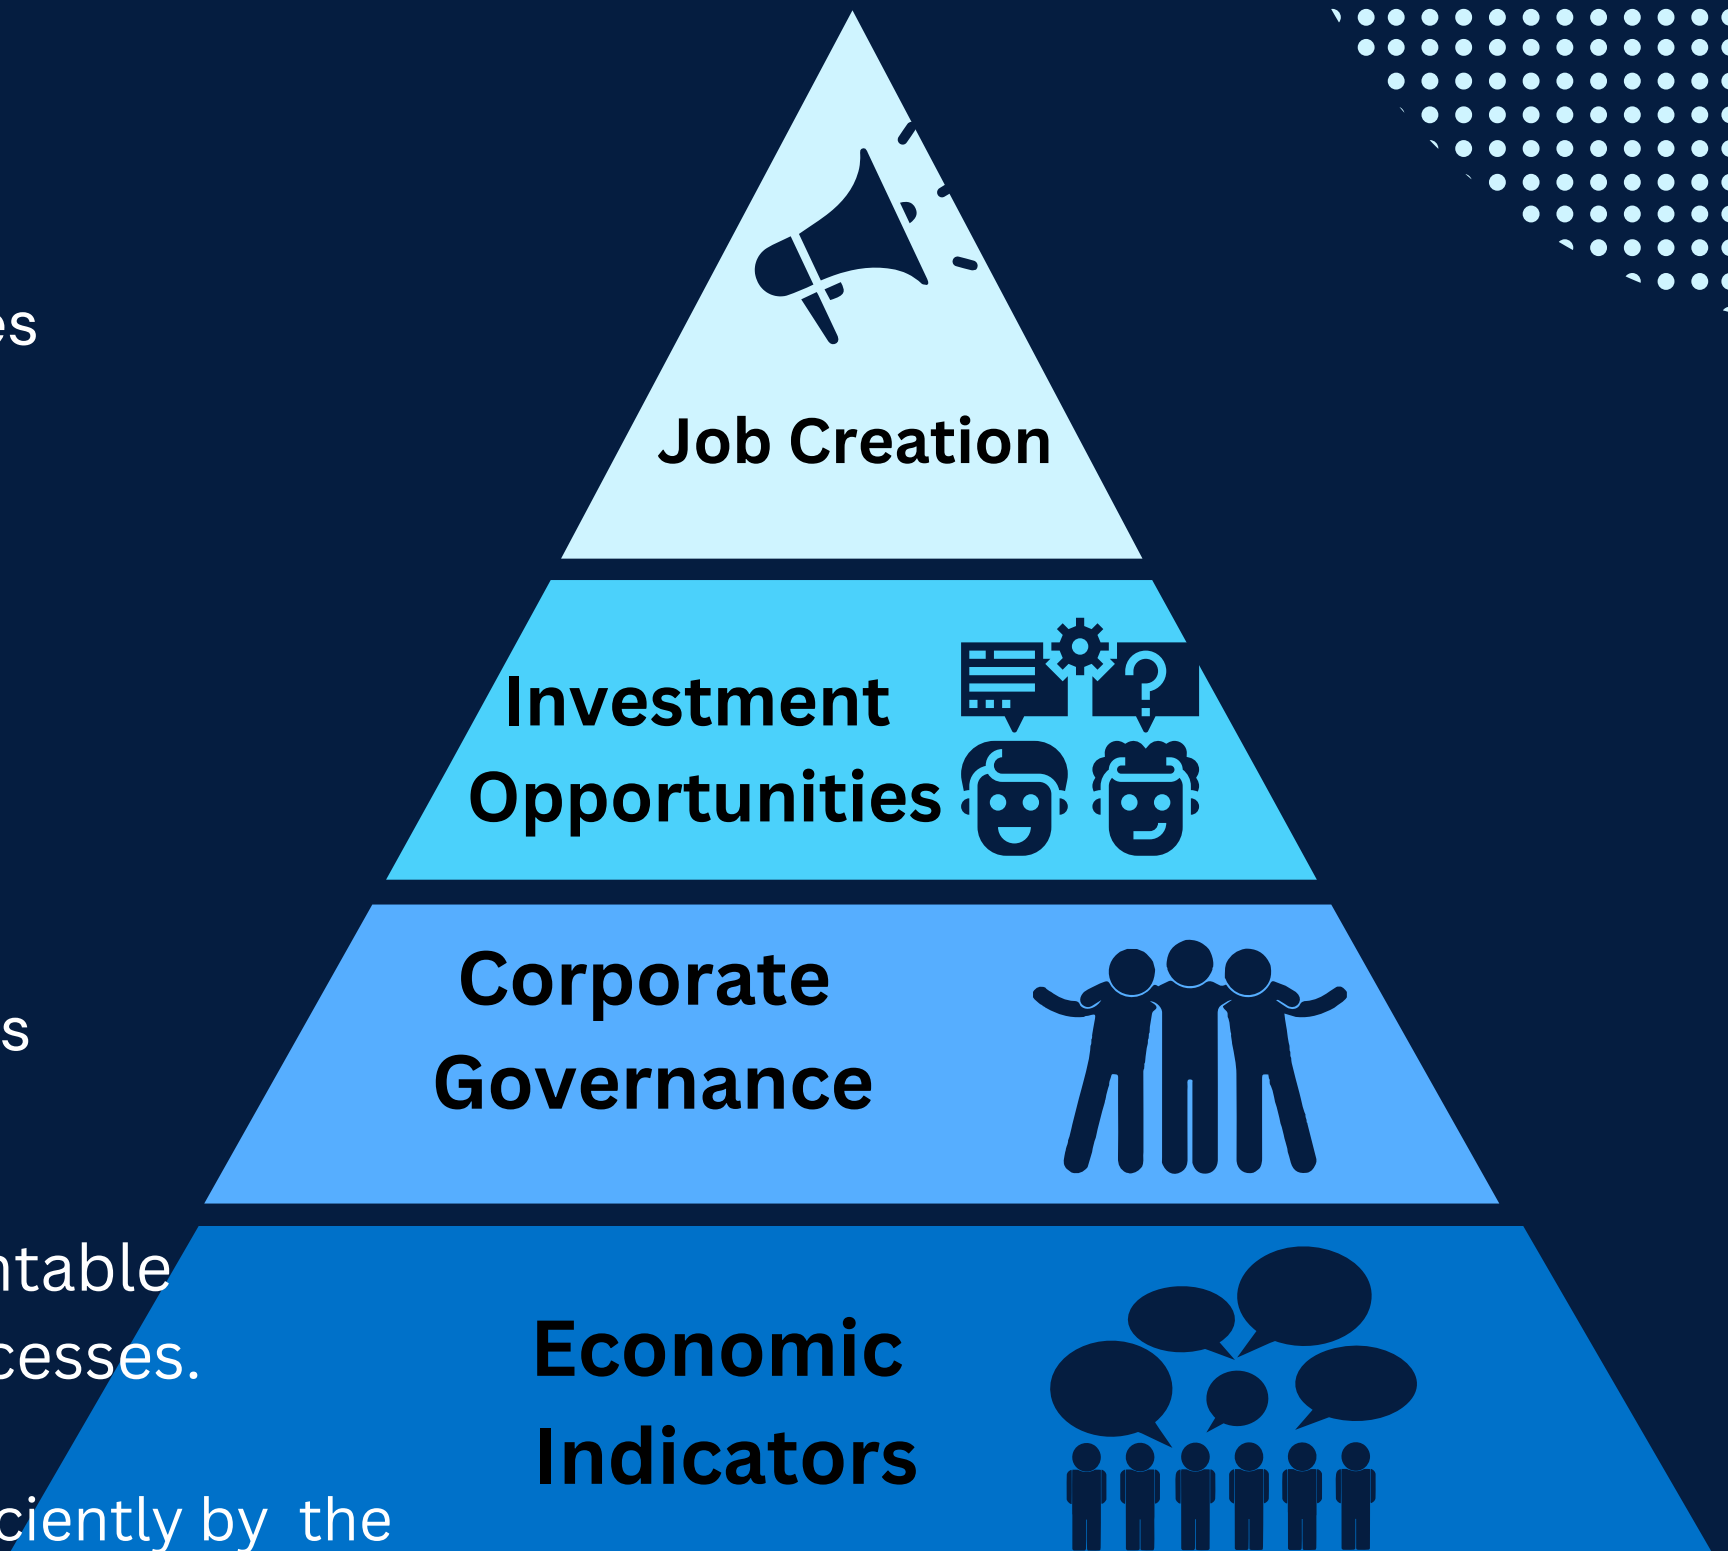 es
Job Creation
Investment
Opportunities
s
Corporate
Governance
ntable
cesses.
Economic
Indicators
ciently by the